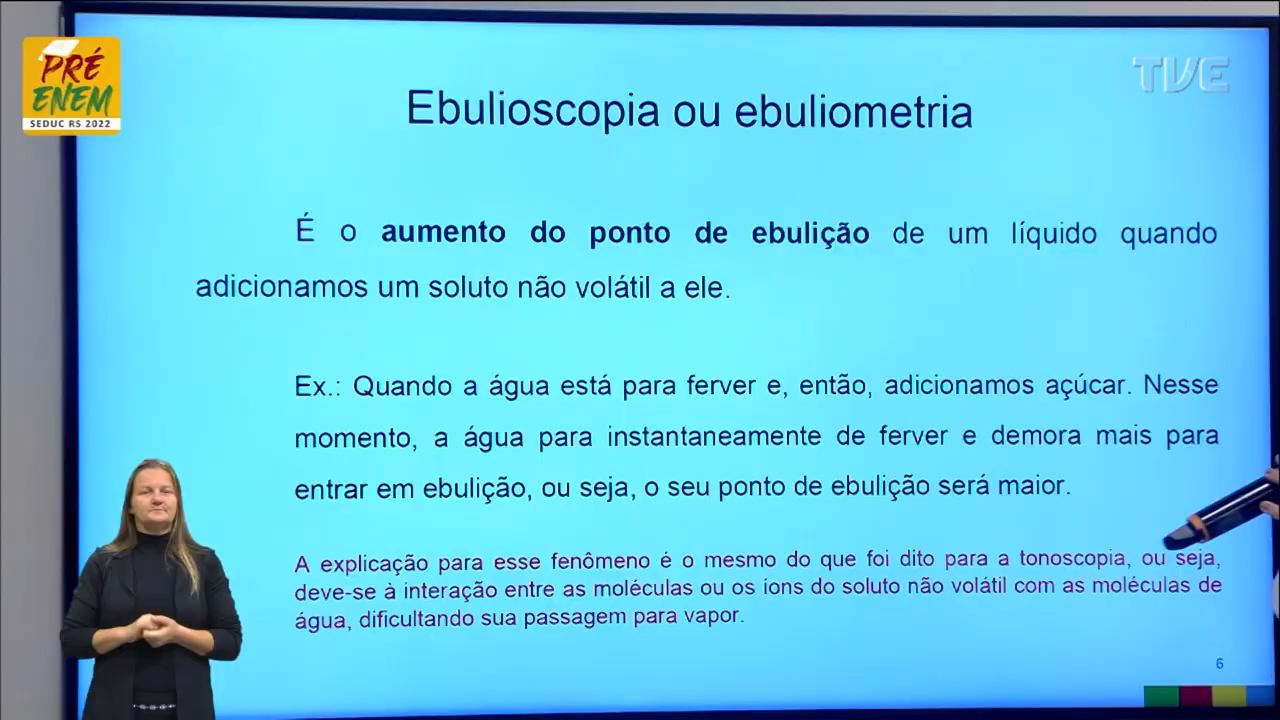 PRÉ
ENEM
SEDUC RS 2022
TVE
Ebulioscopia ou ebuliometria
É o aumento do ponto de ebulição de um líquido quando
adicionamos um soluto não volátil a ele.
Ex.: Quando a água está para ferver e, então, adicionamos açúcar. Nesse
momento, a água para instantaneamente de ferver e demora mais para
entrar em ebulição, ou seja, o seu ponto de ebulição será maior.
A explicação para esse fenômeno é o mesmo do que foi dito para a tonoscopia, ou seja,
deve-se à interação entre as moléculas ou os ions do soluto não volátil com as moléculas de
água, dificultando sua passagem para vapor.
6